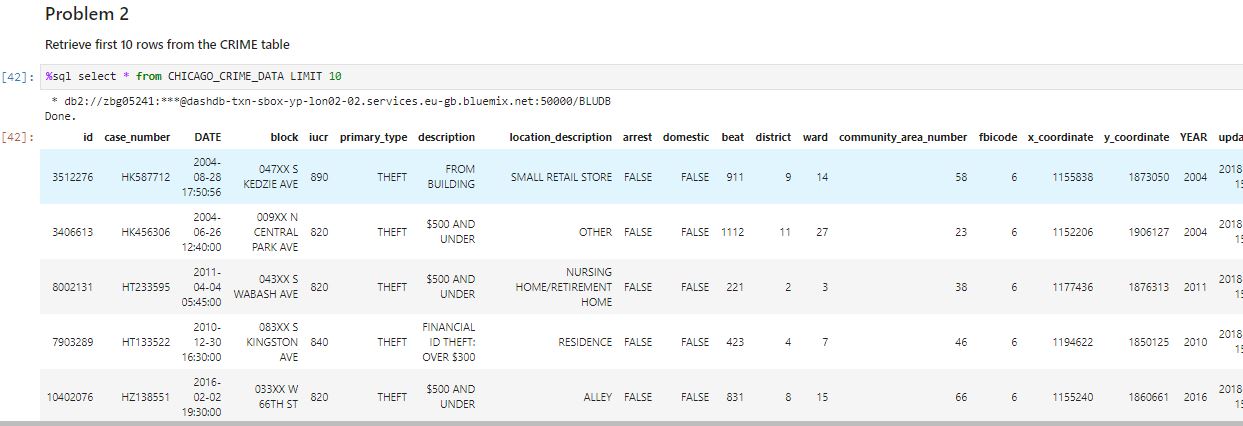 Problem 2
Retrieve first 10 rows from the CRIME table
[42]: %sql select * from CHICAGO_CRIME_DATA LIMIT 10
* db2://zbg05241:***@dashdb-txn-sbox-yp-lon02-02.services.eu-gb.bluemix.net:50000/BLUDB
Done.
[42]: id case_number DATE block iucr primary_type description location_description arrest domestic beat district ward community_area_number fbicode x_coordinate y_coordinate YEAR upda
3512276 HK587712 2004-08-28 17:50:56 047XX S KEDZIE AVE 890 THEFT FROM BUILDING SMALL RETAIL STORE FALSE FALSE 911 9 14 58 6 1155838 1873050 2004 2018 15
3406613 HK456306 2004-06-26 12:40:00 009XX N CENTRAL PARK AVE 820 THEFT $500 AND UNDER OTHER FALSE FALSE 1112 11 27 23 6 1152206 1906127 2004 2018 15
8002131 HT233595 2011-04-04 05:45:00 043XX S WABASH AVE 820 THEFT $500 AND UNDER NURSING HOME/RETIREMENT HOME FALSE FALSE 221 2 3 38 6 1177436 1876313 2011 2018 15
7903289 HT133522 2010-12-30 16:30:00 083XX S KINGSTON AVE 840 THEFT FINANCIAL ID THEFT: OVER $300 RESIDENCE FALSE FALSE 423 4 7 46 6 1194622 1850125 2010 2018 15
10402076 HZ138551 2016-02-02 19:30:00 033XX W 66TH ST 820 THEFT $500 AND UNDER ALLEY FALSE FALSE 831 8 15 66 6 1155240 1860661 2016 2018 15